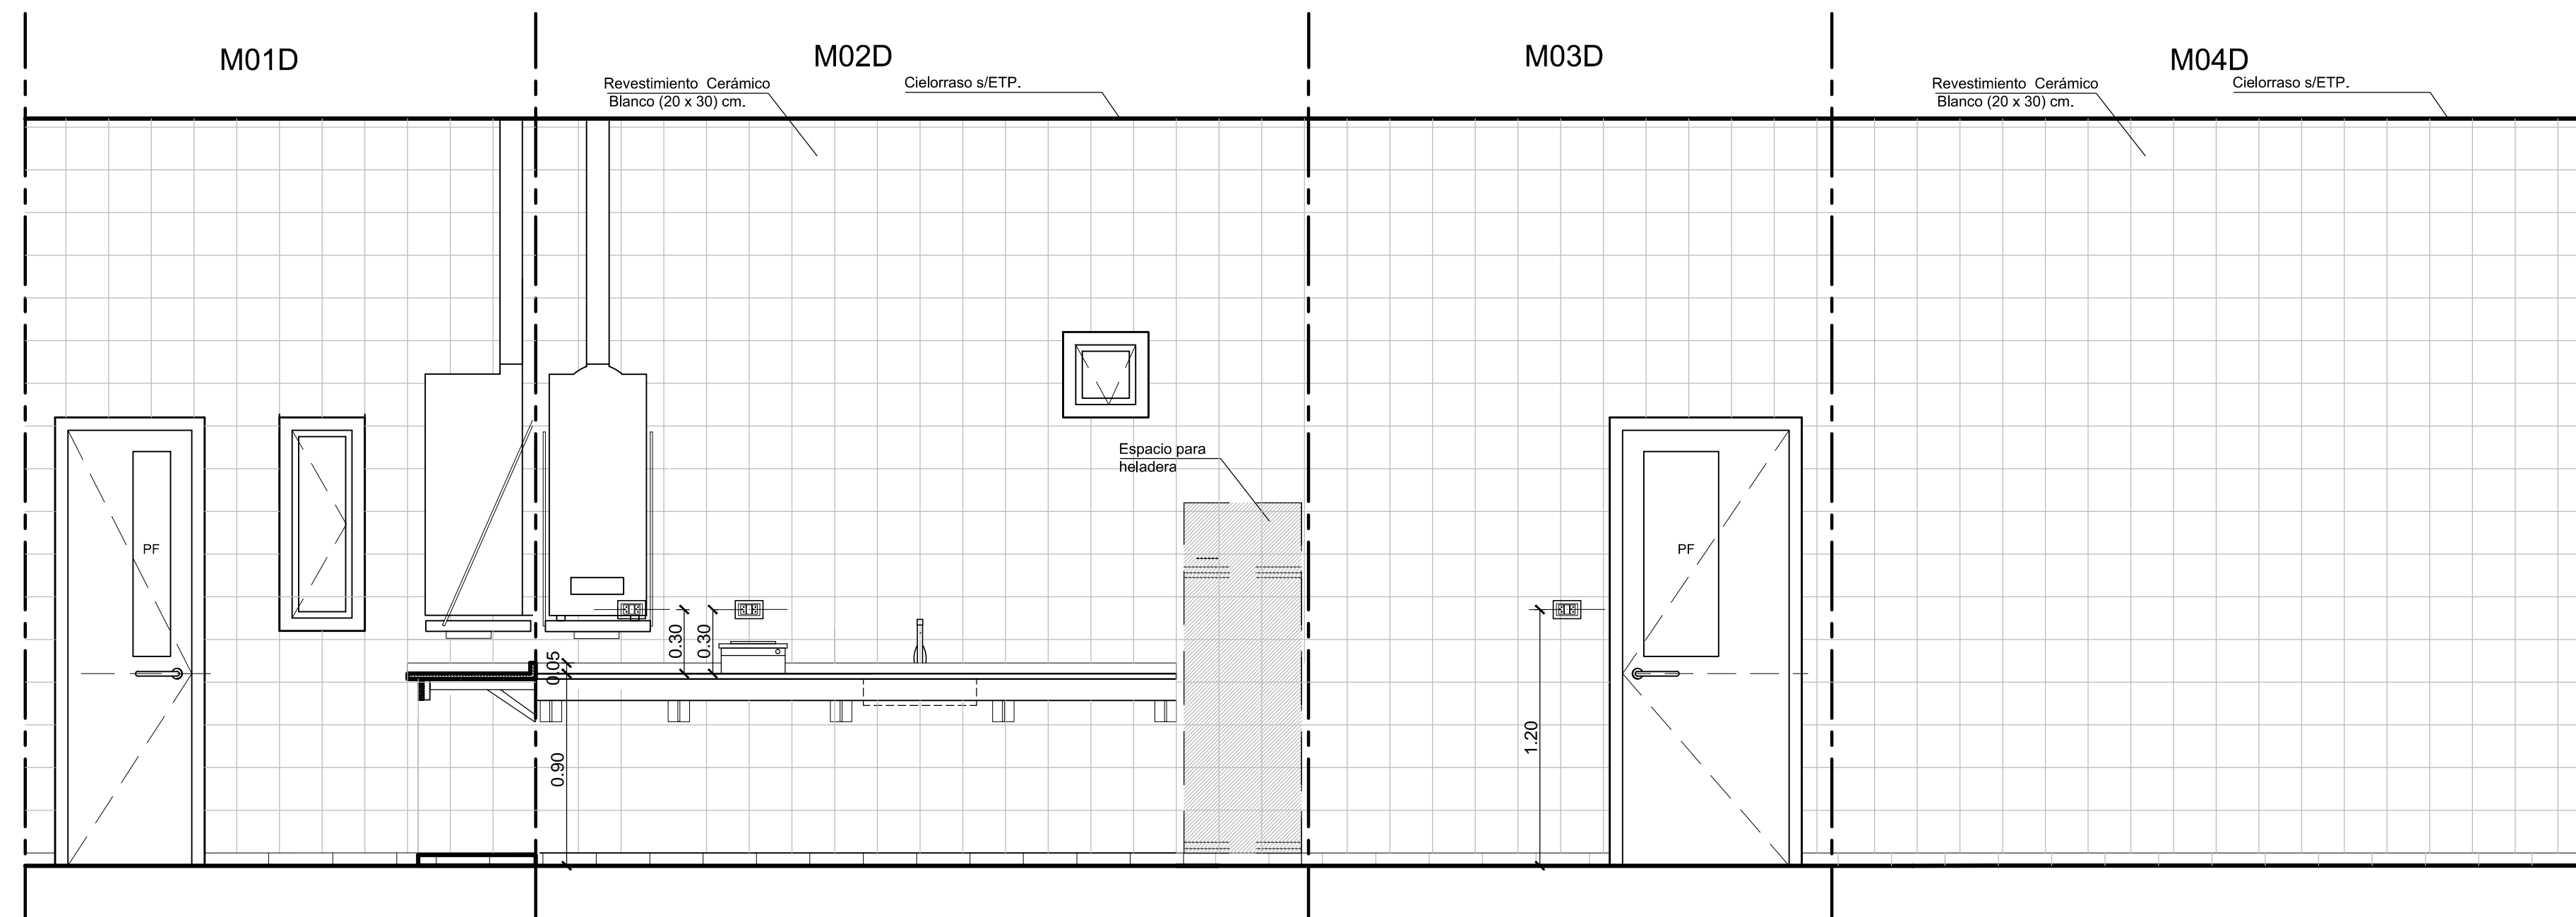 M01D
M02D
M03D
M04D
Revestimiento Cerámico
Blanco (20 x 30) cm.
Cielorraso s/ETP.
Revestimiento Cerámico
Blanco (20 x 30) cm.
Cielorraso s/ETP.
Espacio para
heladera
PF
PF
0.30
0.30
0.05
0.90
1.20